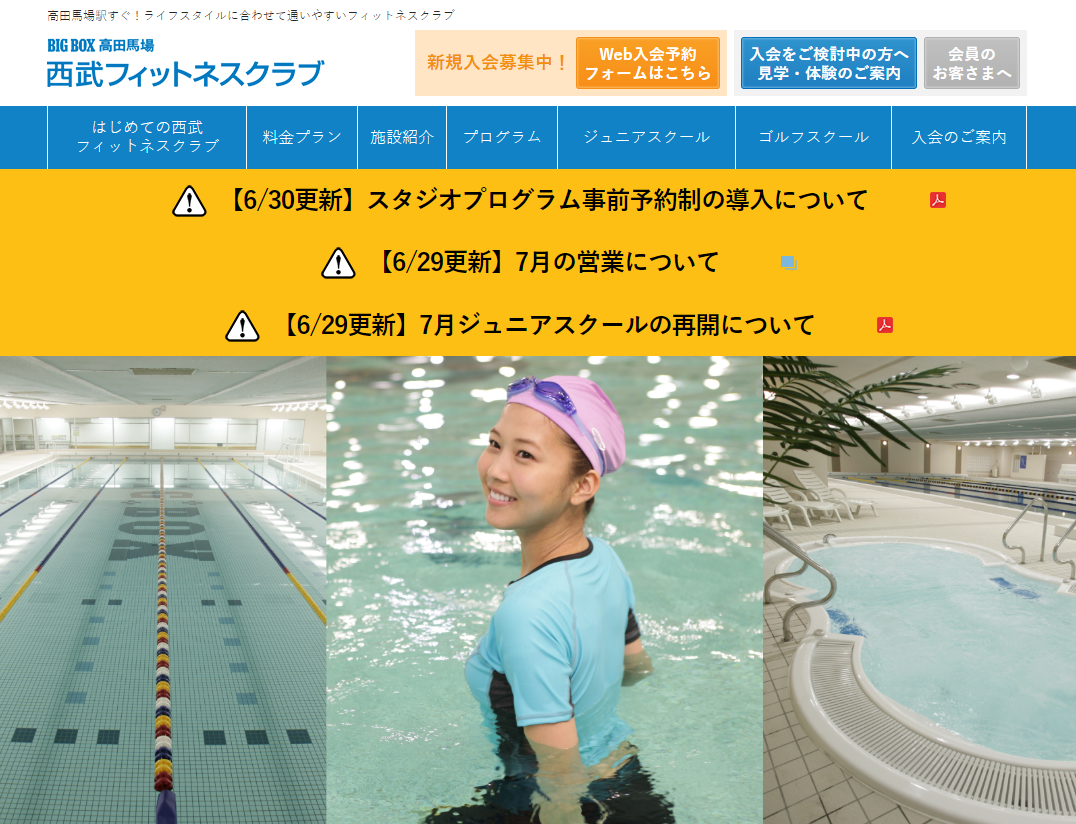 高田馬場駅すぐ！ライフスタイルに合わせて通いやすいフィットネスクラブ
BIG BOX 高田馬場
西武フィットネスクラブ
新規入会募集中！
Web入会予約
フォームはこちら
入会をご検討中の方へ
見学・体験のご案内
会員の
お客さまへ
はじめての西武
フィットネスクラブ
料金プラン
施設紹介
プログラム
ジュニアスクール
ゴルフスクール
入会のご案内
【6/30更新】スタジオプログラム事前予約制の導入について
【6/29更新】7月の営業について
【6/29更新】7月ジュニアスクールの再開について